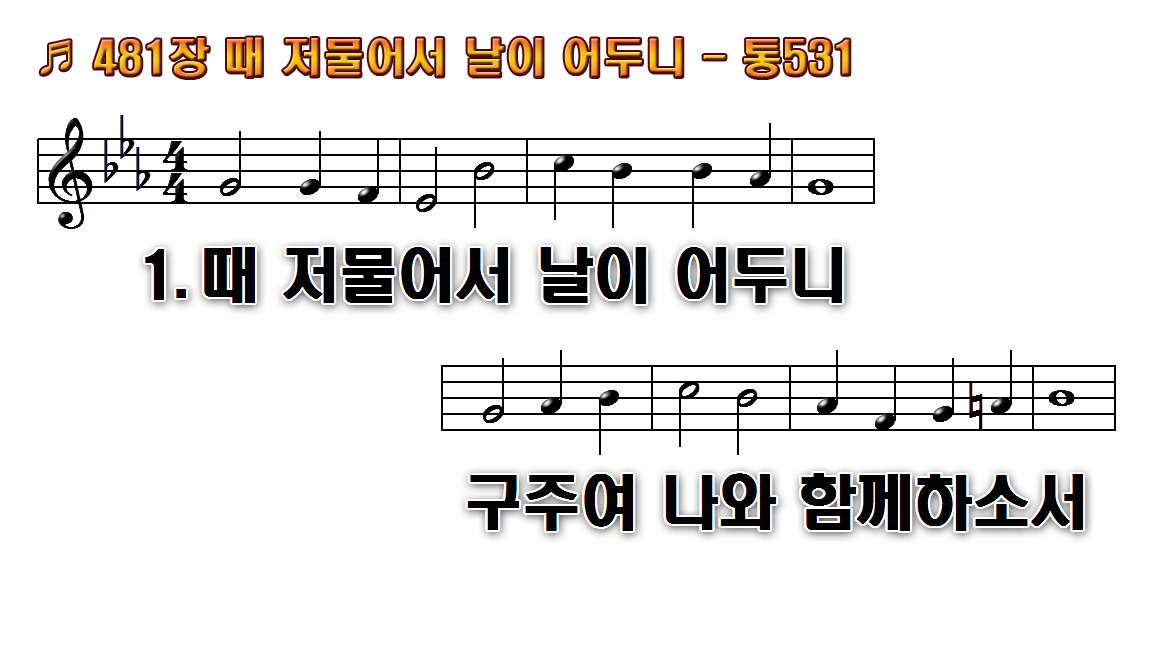 ♬ 481장 때 저물어서 날이 어두니 - 통531
4
4
1. 때 저물어서 날이 어두니
구주여 나와 함께하소서